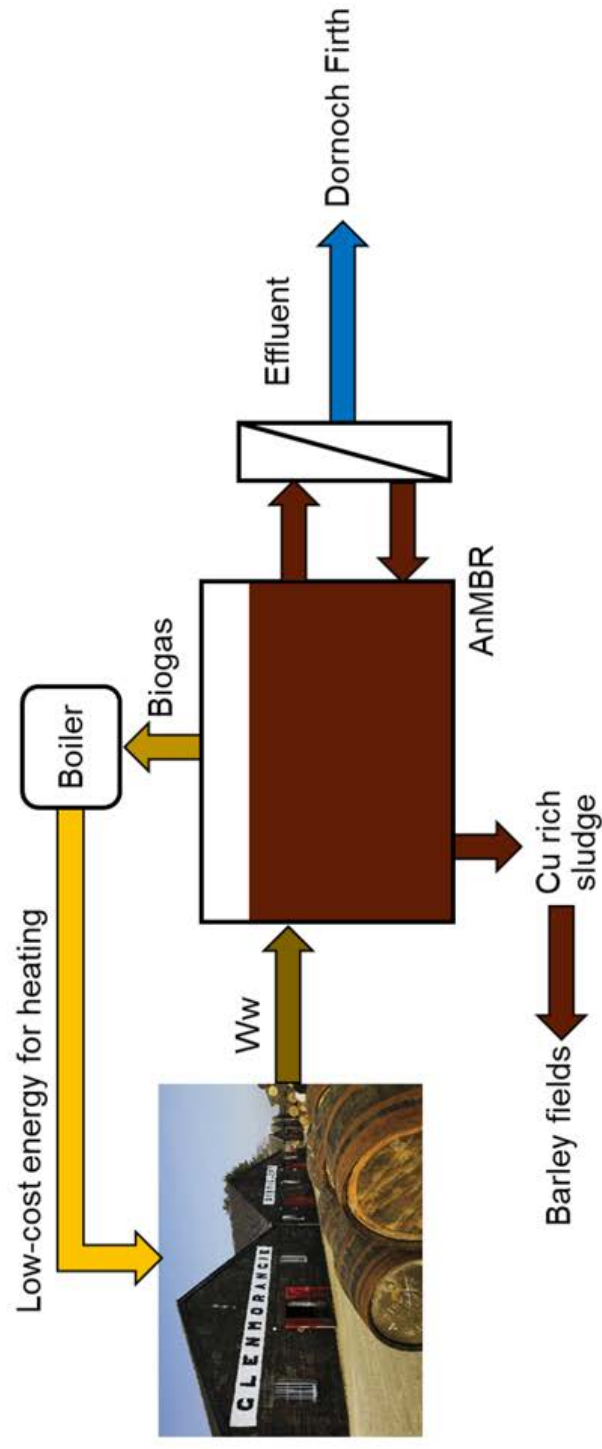 Low-cost energy for heating
Boiler
Biogas
Ww
GLENMORANGIE
Effluent
Dornoch Firth
AnMBR
Cu rich
sludge
Barley fields